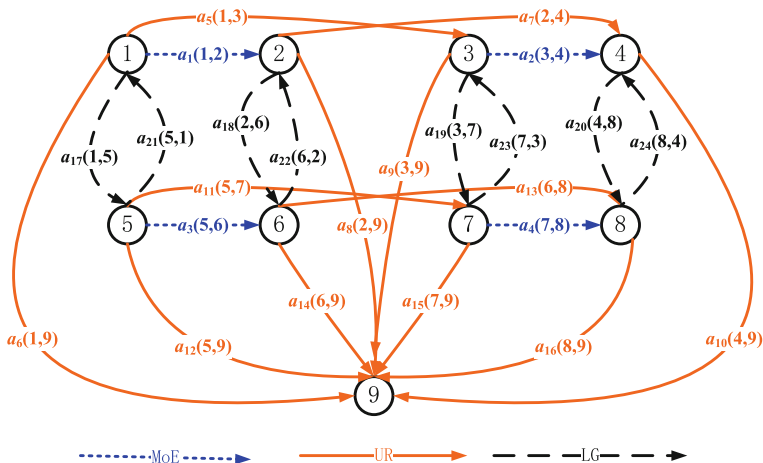 a5(1,3)
a7(2,4)
1
a1(1,2)
2
3
a2(3,4)
4
a18(2,6)
a19(3,7)
a20(4,8)
a17(1,5)
a21(5,1)
a22(6,2)
a9(3,9)
a23(7,3)
a24(8,4)
a11(5,7)
a13(6,8)
5
a3(5,6)
6
a8(2,9)
7
a4(7,8)
8
a14(6,9)
a15(7,9)
a6(1,9)
a12(5,9)
a16(8,9)
a10(4,9)
9
MoE
UR
LG